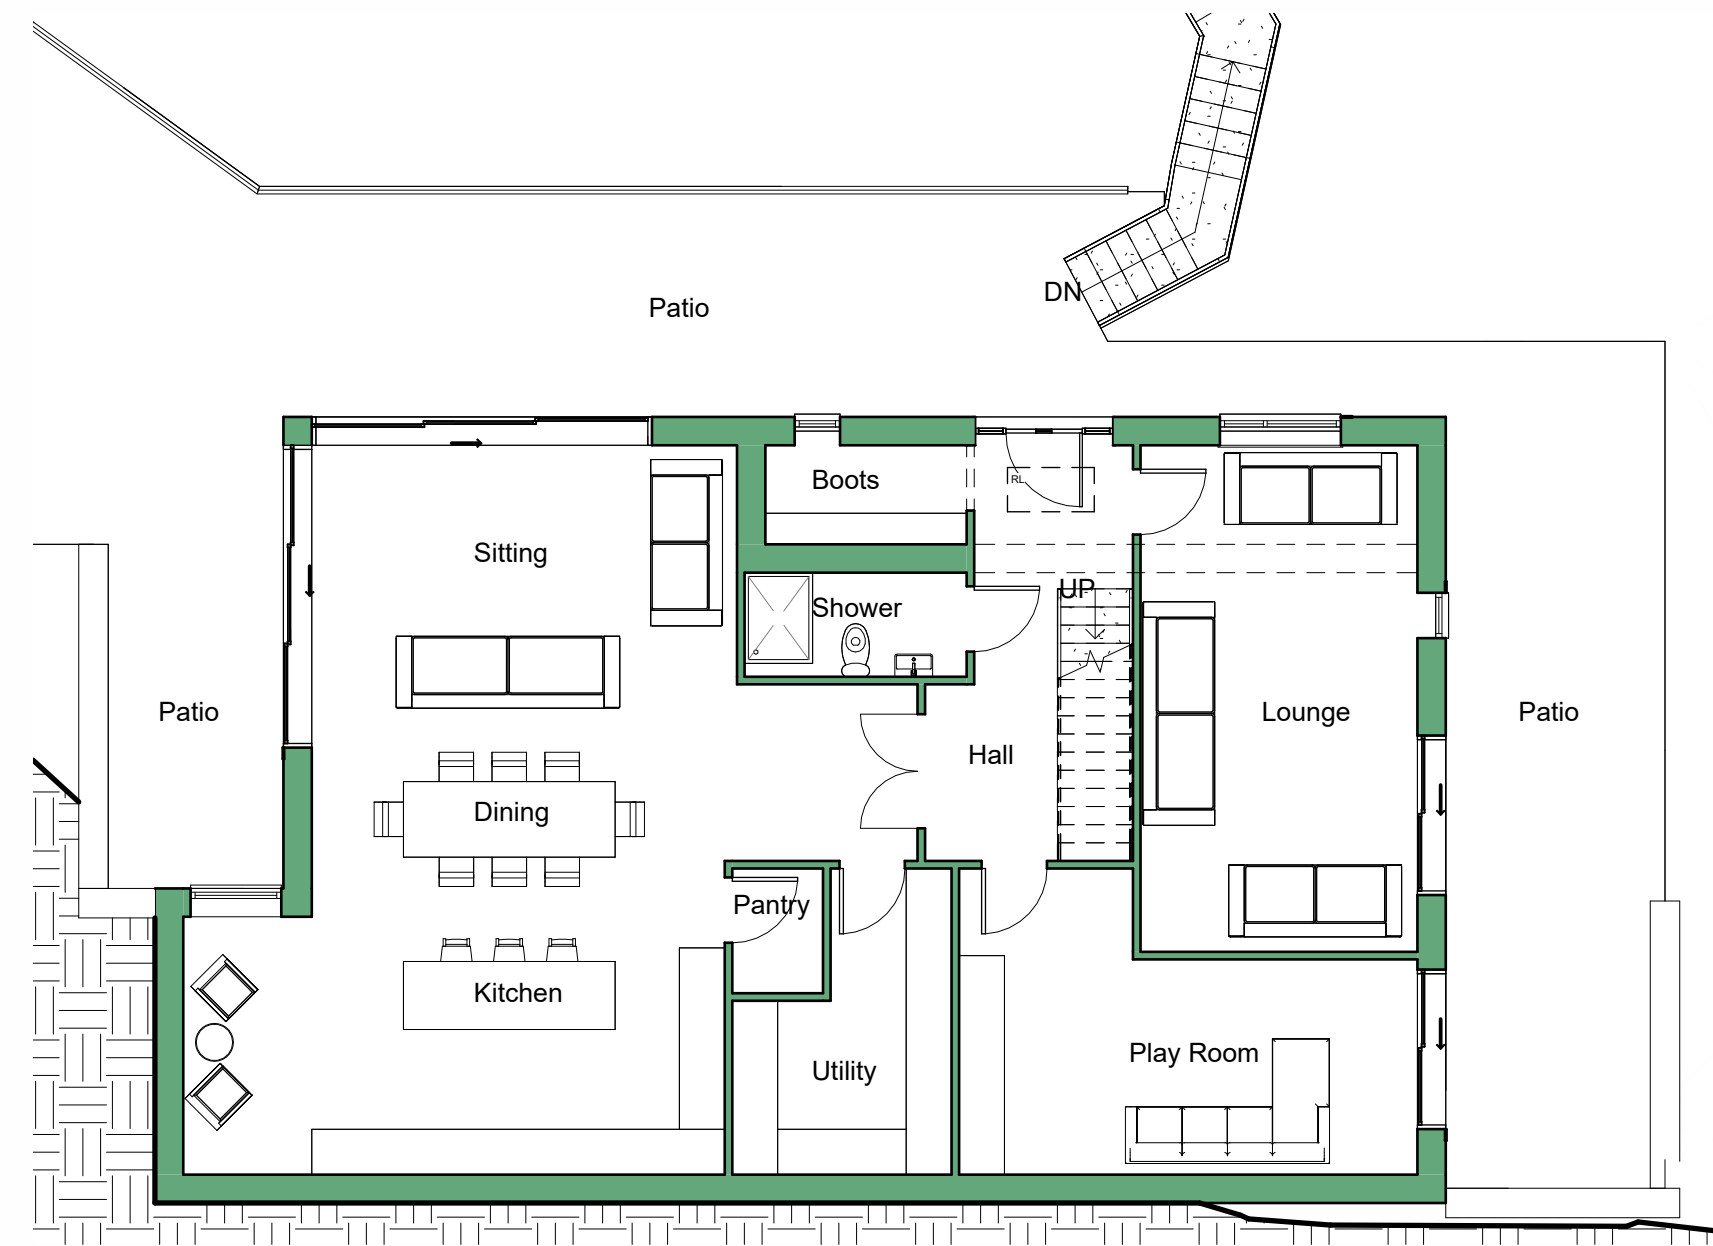 DN
Patio
Boots
RL
Sitting
UP
Shower
Patio
Lounge
Patio
Hall
Dining
Pantry
Kitchen
Play Room
Utility